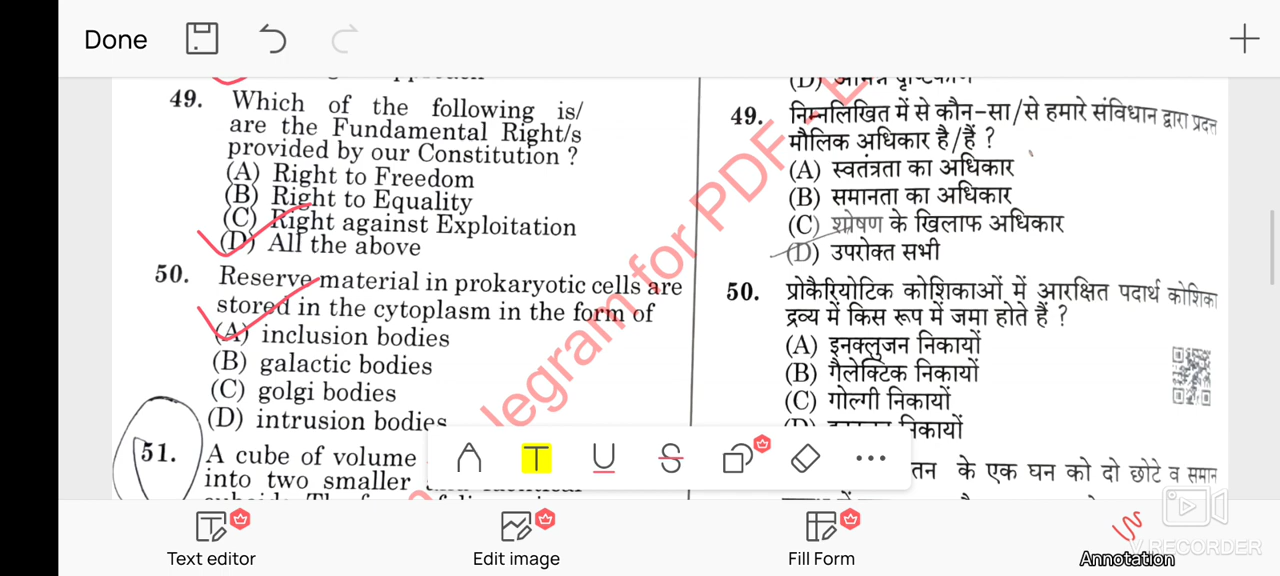 Done
49. Which of the following is/
are the Fundamental Right/s
provided by our Constitution ?
(A) Right to Freedom
(B) Right to Equality
(C) Right against Exploitation
(D) All the above
50. Reserve material in prokaryotic cells are
stored in the cytoplasm in the form of
(A) inclusion bodies
(B) galactic bodies
(C) golgi bodies
(D) intrusion bodies
51. A cube of volume
into two smaller
49. निम्नलिखित में से कौन-सा/से हमारे संविधान द्वारा प्रदत्त
मौलिक अधिकार है/हैं ?
(A) स्वतंत्रता का अधिकार
(B) समानता का अधिकार
(C) शोषण के खिलाफ अधिकार
(D) उपरोक्त सभी
50. प्रोकैरियोटिक कोशिकाओं में आरक्षित पदार्थ कोशिका
द्रव्य में किस रूप में जमा होते हैं ?
(A) इनक्लुजन निकायों
(B) गैलेक्टिक निकायों
(C) गोल्गी निकायों
निकायों
के एक घन को दो छोटे व समान
legram for PDF - 
T U S
Text editor
Edit image
Fill Form
Annotation
V RECORDER